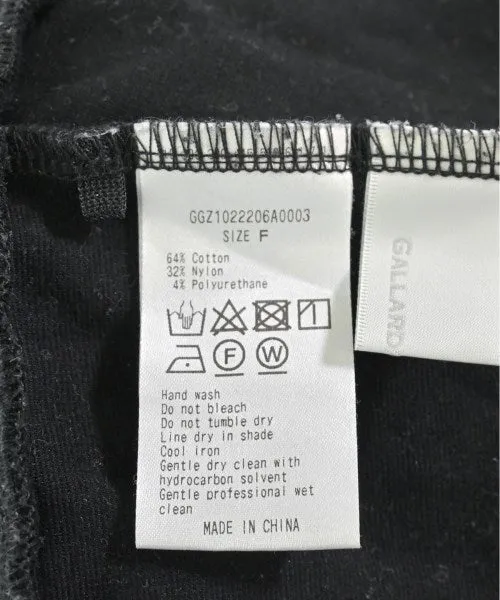 GGZ1022206A0003
SIZE F
64% Cotton
32% Nylon
4% Polyurethane
F W
Hand wash
Do not bleach
Do not tumble dry
Line dry in shade
Cool iron
Gentle dry clean with
hydrocarbon solvent
Gentle professional wet
clean
MADE IN CHINA
GALLARD